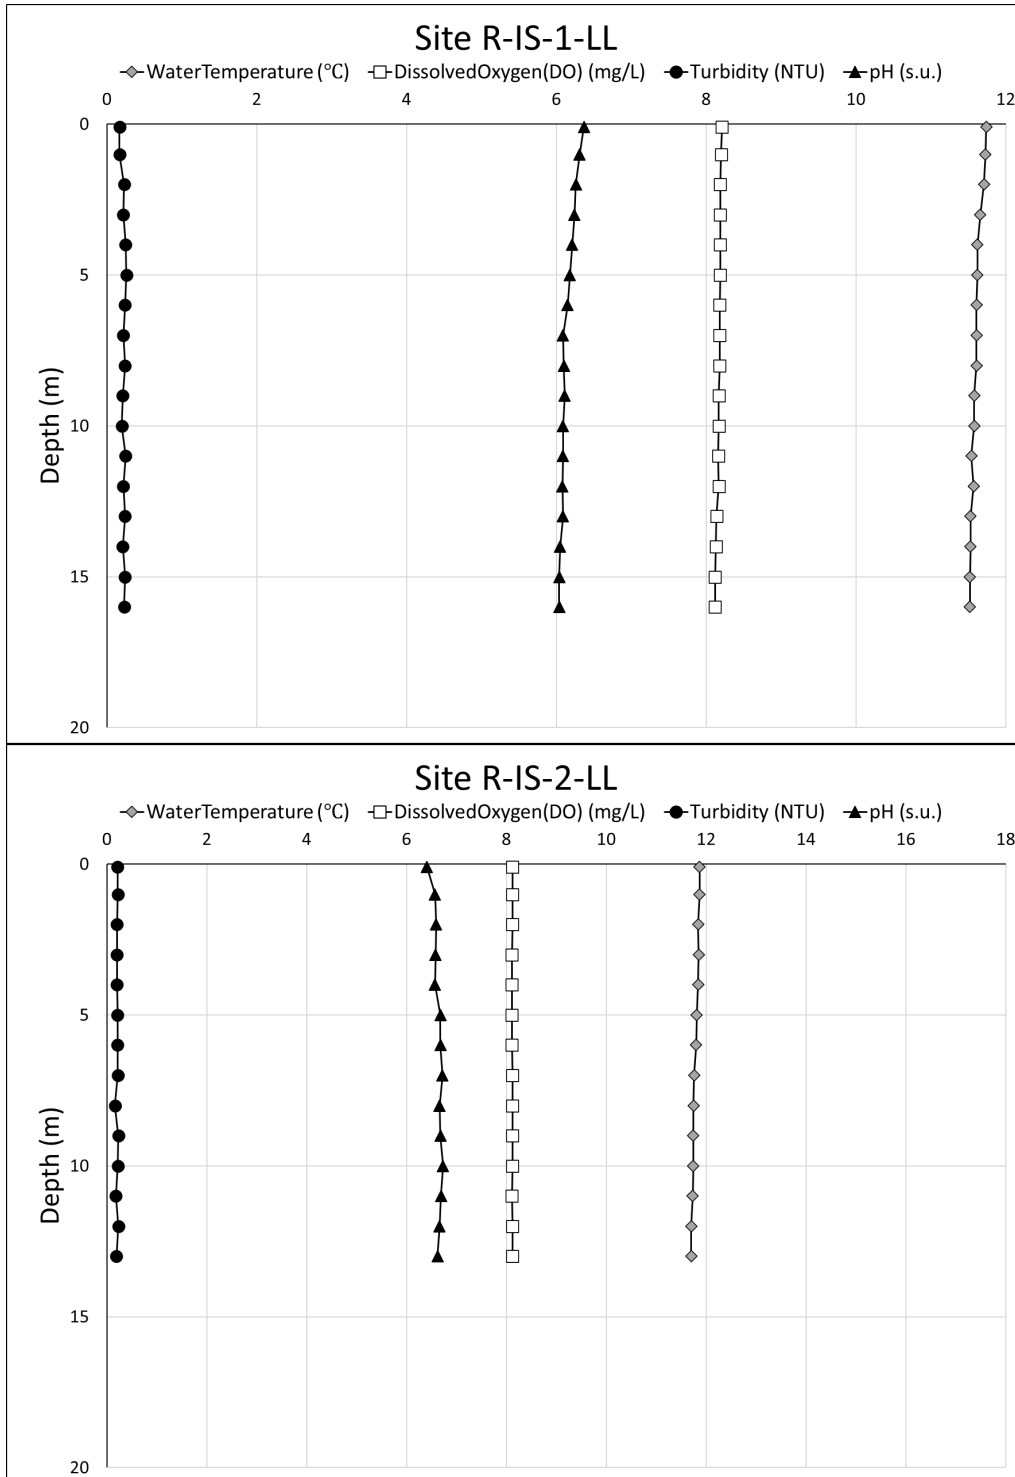 Site R-IS-1-LL
WaterTemperature (°C) DissolvedOxygen(DO) (mg/L) Turbidity (NTU) pH (s.u.)
0 2 4 6 8 10 12
0
5
Depth (m)
10
15
20
Site R-IS-2-LL
WaterTemperature (°C) DissolvedOxygen(DO) (mg/L) Turbidity (NTU) pH (s.u.)
0 2 4 6 8 10 12 14 16 18
0
5
Depth (m)
10
15
20